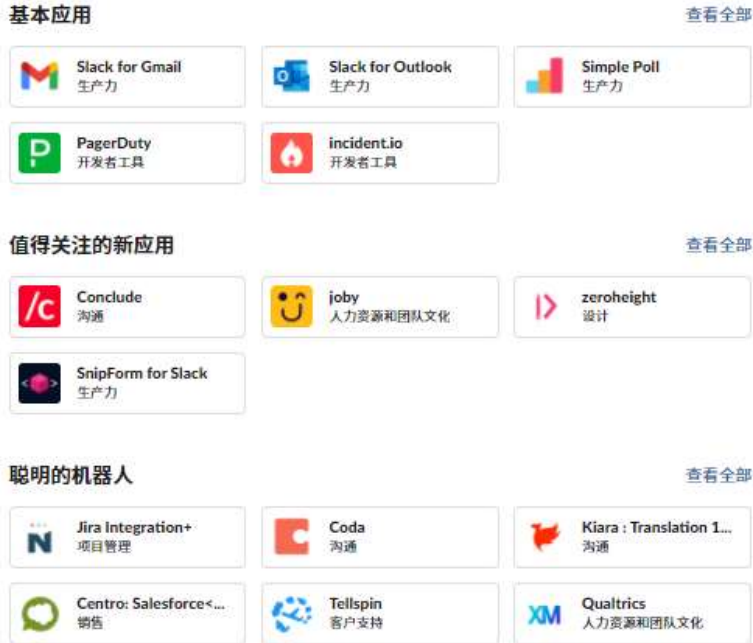 基本应用
查看全部
Slack for Gmail
生产力
Slack for Outlook
生产力
Simple Poll
生产力
PagerDuty
开发者工具
incident.io
开发者工具
值得关注的新应用
查看全部
Conclude
沟通
joby
人力资源和团队文化
zeroheight
设计
SnipForm for Slack
生产力
聪明的机器人
查看全部
Jira Integration+
项目管理
Coda
沟通
Kiara : Translation 1...
沟通
Centro: Salesforce<...
销售
Tellspin
客户支持
Qualtrics
人力资源和团队文化